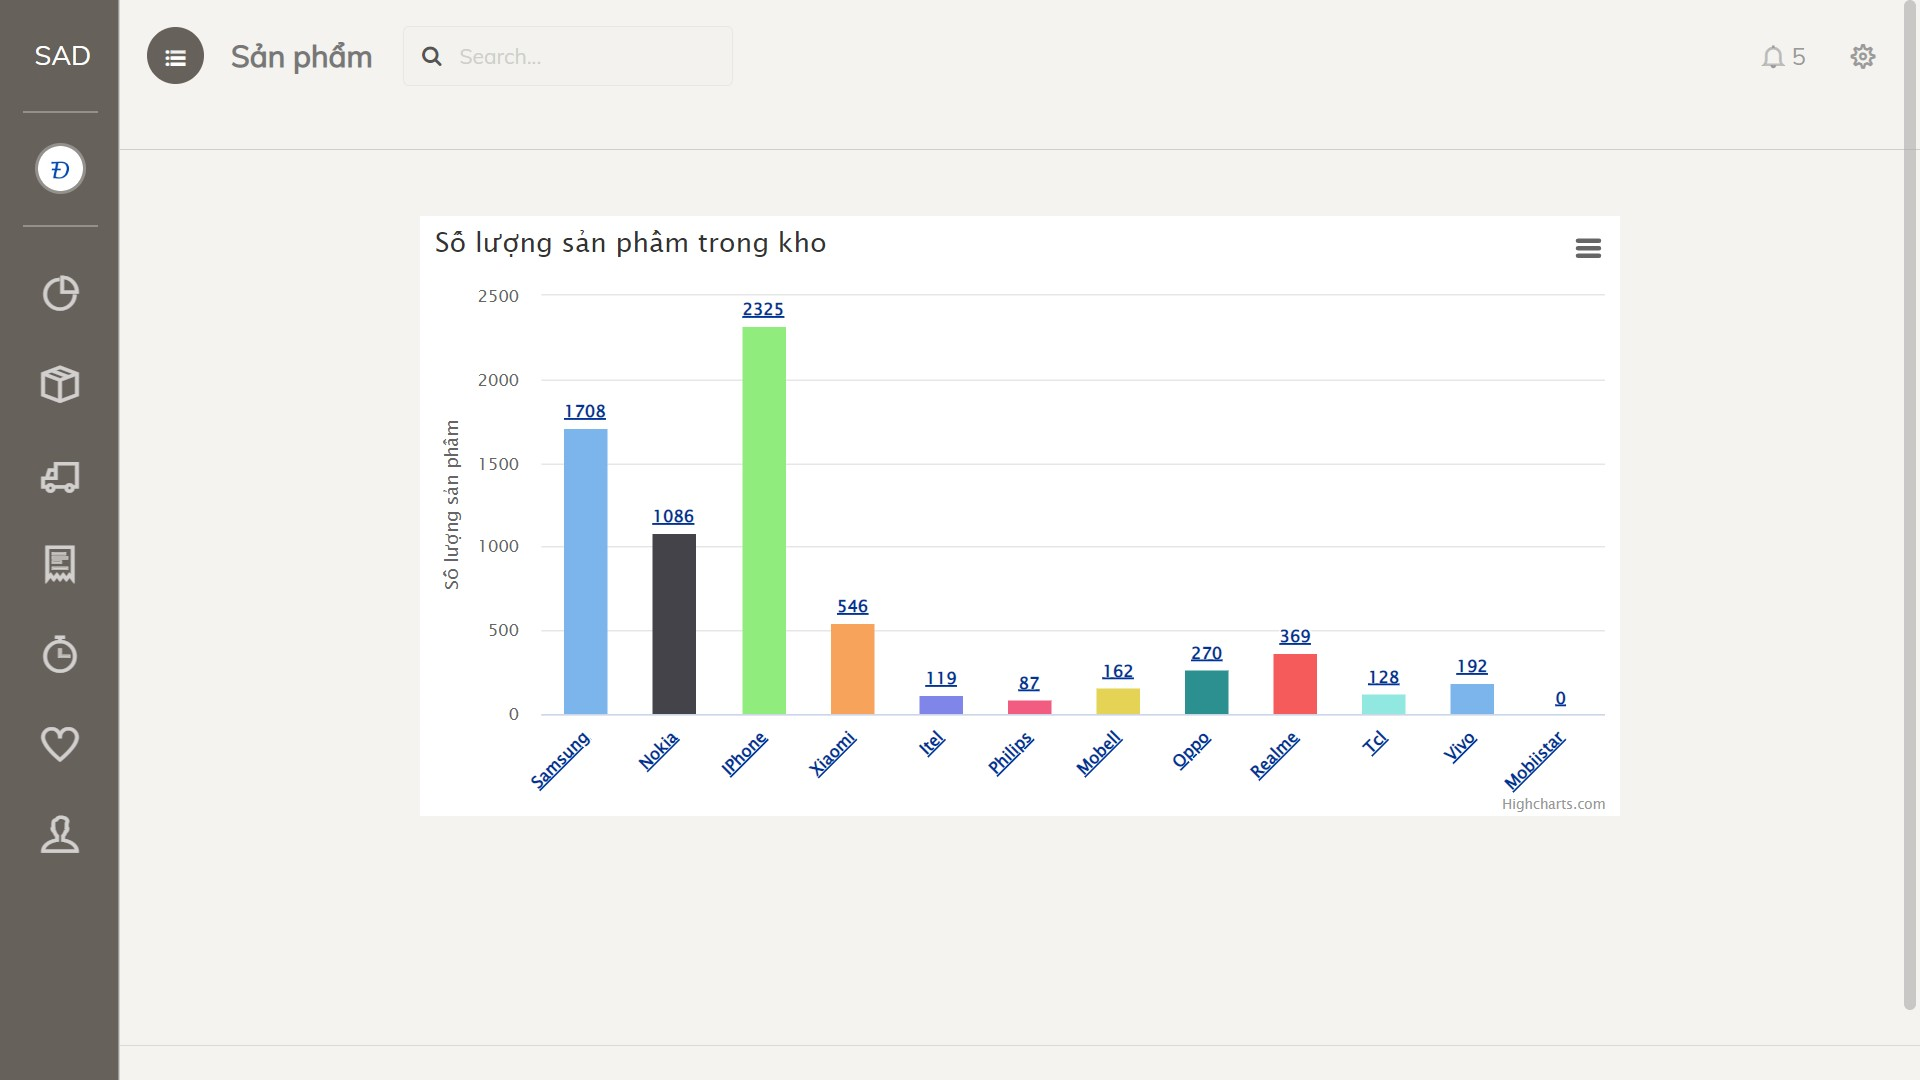 SAD
Sản phẩm
Search...
5
Đ
Số lượng sản phẩm trong kho
Số lượng sản phẩm
2500
2000
1500
1000
500
0
1708
1086
2325
546
119
87
162
270
369
128
192
0
Samsung
Nokia
IPhone
Xiaomi
Itel
Philips
Mobell
Oppo
Realme
Tcl
Vivo
Mobiistar
Highcharts.com